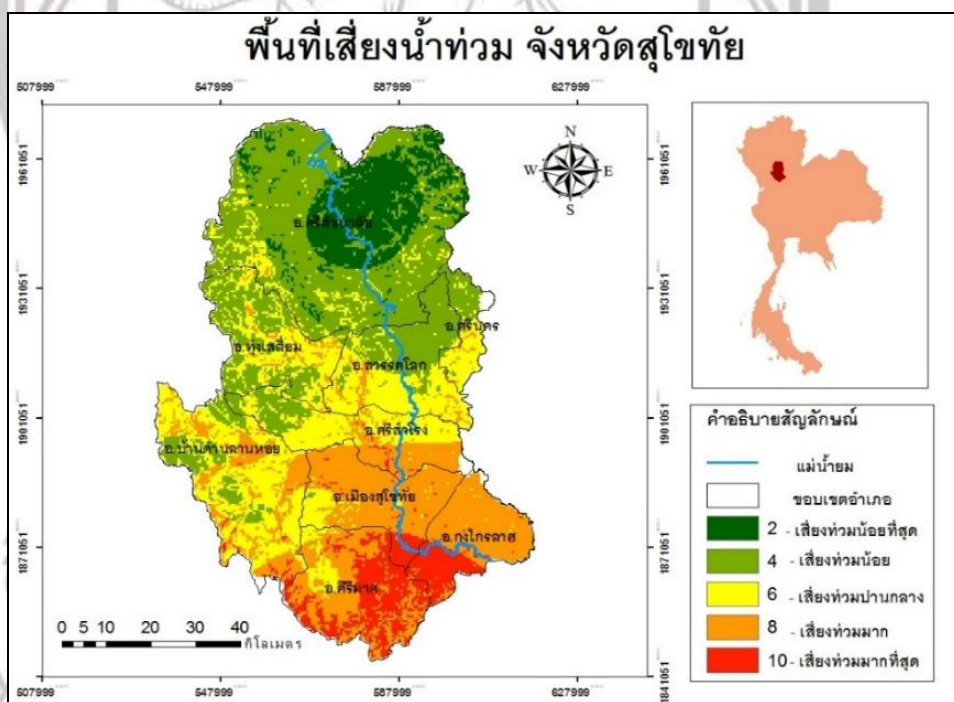 พื้นที่เสี่ยงน้ำท่วม จังหวัดสุโขทัย
507999 547999 587999 627999
N
W E
S
1961051 1961051
อ.ศรีสัชนาลัย
1931051 1931051
อ.ศรีนคร
อ.ทุ่งเสลี่ยม
อ.สวรรคโลก
1901051 1901051
อ.ศรีสำโรง
อ.บ้านด่านลานหอย
อ.เมืองสุโขทัย
อ.กงไกรลาศ
1871051 1871051
อ.คีรีมาศ
0 5 10 20 30 40
กิโลเมตร
1841051
507999 547999 587999 627999
คำอธิบายสัญลักษณ์
แม่น้ำยม
ขอบเขตอำเภอ
2 - เสี่ยงท่วมน้อยที่สุด
4 - เสี่ยงท่วมน้อย
6 - เสี่ยงท่วมปานกลาง
8 - เสี่ยงท่วมมาก
10 - เสี่ยงท่วมมากที่สุด